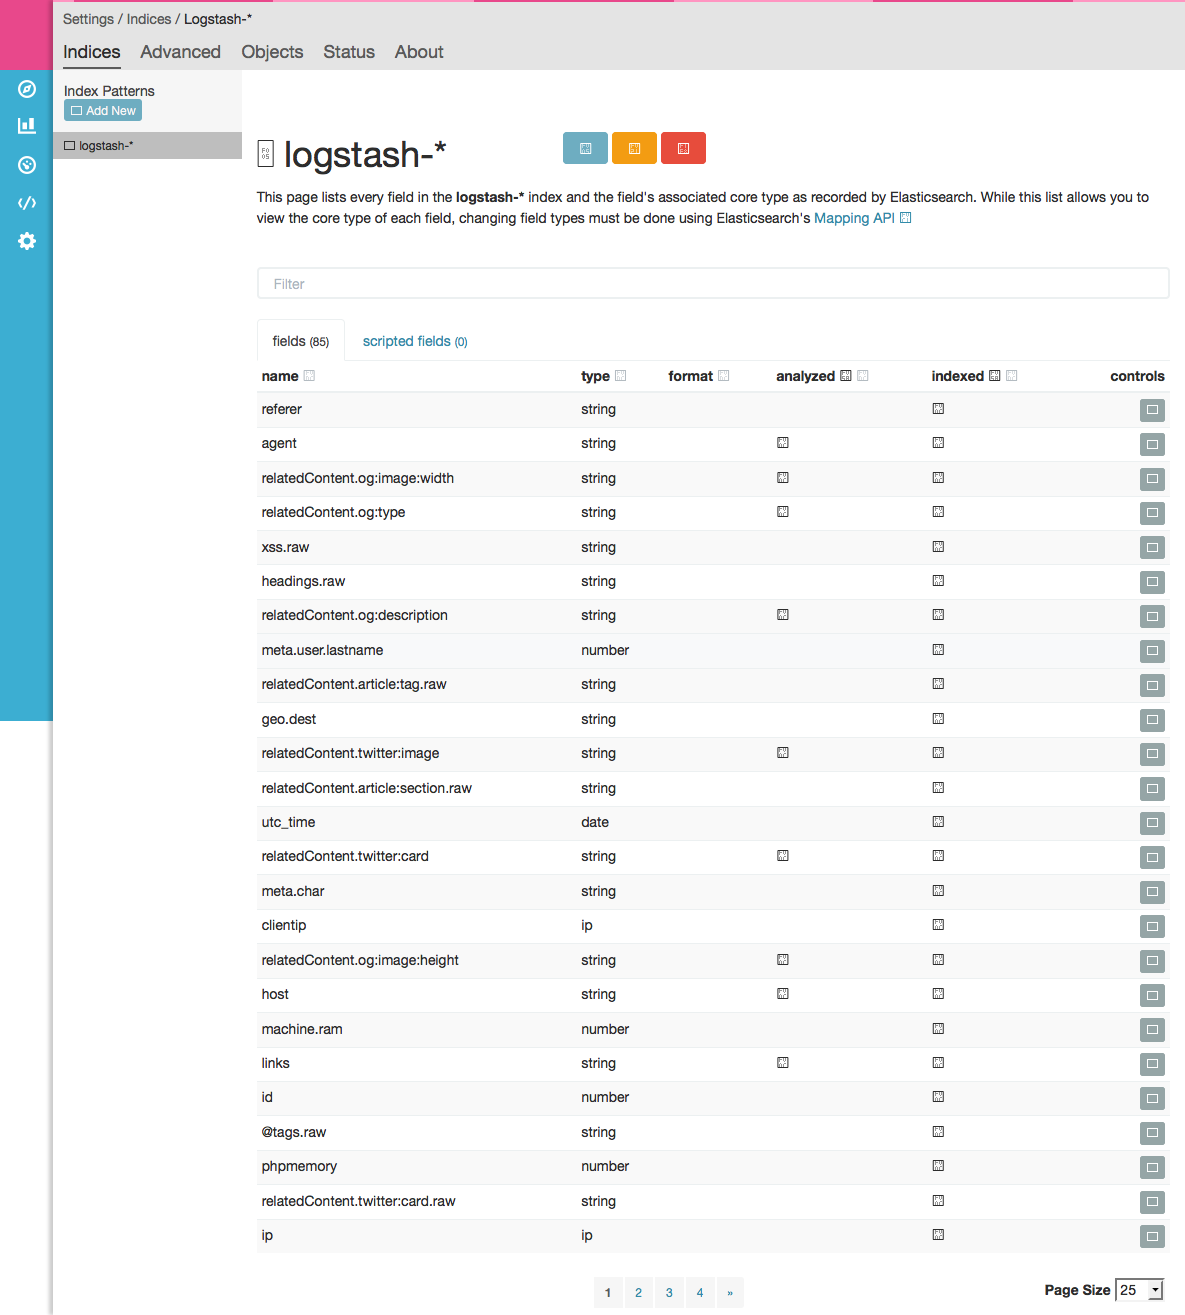 Settings / Indices / Logstash-*
Indices Advanced Objects Status About
Index Patterns
Add New
logstash-*
logstash-*
This page lists every field in the logstash-* index and the field's associated core type as recorded by Elasticsearch. While this list allows you to
view the core type of each field, changing field types must be done using Elasticsearch's Mapping API
Filter
fields (85) scripted fields (0)
name type format analyzed indexed controls
referer string
agent string
relatedContent.og:image:width string
relatedContent.og:type string
xss.raw string
headings.raw string
relatedContent.og:description string
meta.user.lastname number
relatedContent.article:tag.raw string
geo.dest string
relatedContent.twitter:image string
relatedContent.article:section.raw string
utc_time date
relatedContent.twitter:card string
meta.char string
clientip ip
relatedContent.og:image:height string
host string
machine.ram number
links string
id number
@tags.raw string
phpmemory number
relatedContent.twitter:card.raw string
ip ip
1 2 3 4 »
Page Size 25